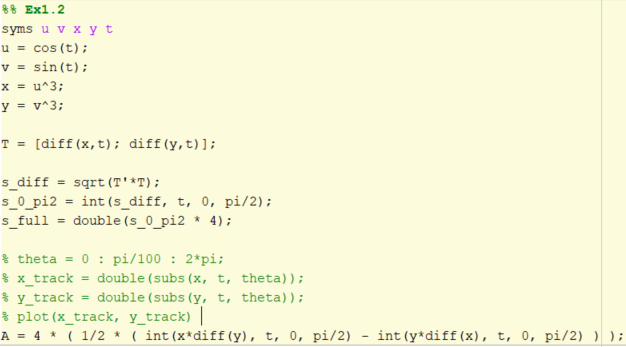 %% Ex1.2
syms u v x y t
u = cos(t);
v = sin(t);
x = u^3;
y = v^3;
T = [diff(x,t); diff(y,t)];
s_diff = sqrt(T'*T);
s_0_pi2 = int(s_diff, t, 0, pi/2);
s_full = double(s_0_pi2 * 4);
% theta = 0 : pi/100 : 2*pi;
% x_track = double(subs(x, t, theta));
% y_track = double(subs(y, t, theta));
% plot(x_track, y_track)
A = 4 * ( 1/2 * ( int(x*diff(y), t, 0, pi/2) - int(y*diff(x), t, 0, pi/2) ) );